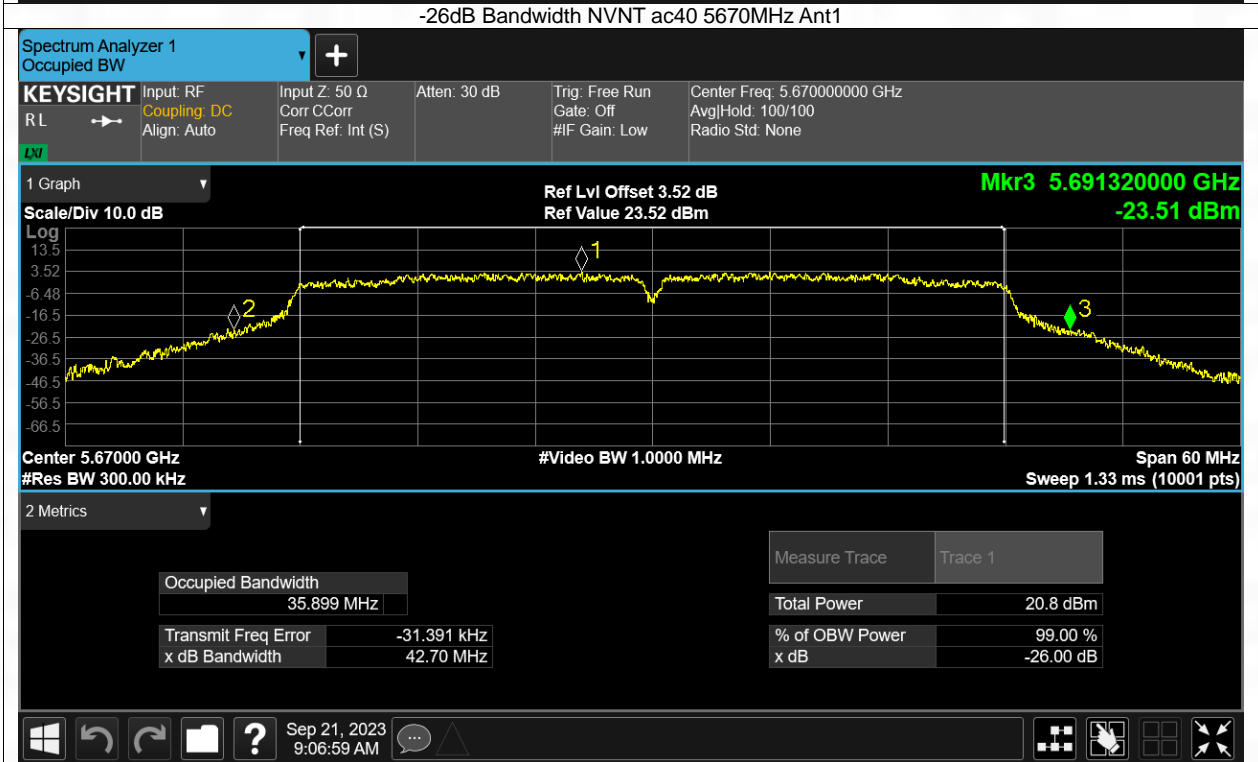 -26dB Bandwidth NVNT ac40 5670MHz Ant1
Spectrum Analyzer 1
Occupied BW
KEYSIGHT
RL
LXI
Input: RF
Coupling: DC
Align: Auto
Input Z: 50 Ω
Corr CCorr
Freq Ref: Int (S)
Atten: 30 dB
Trig: Free Run
Gate: Off
#IF Gain: Low
Center Freq: 5.670000000 GHz
Avg|Hold: 100/100
Radio Std: None
1 Graph
Scale/Div 10.0 dB
Ref Lvl Offset 3.52 dB
Ref Value 23.52 dBm
Mkr3 5.691320000 GHz
-23.51 dBm
Log
13.5
3.52
-6.48
-16.5
-26.5
-36.5
-46.5
-56.5
-66.5
1
2
3
Center 5.67000 GHz
#Video BW 1.0000 MHz
Span 60 MHz
#Res BW 300.00 kHz
Sweep 1.33 ms (10001 pts)
2 Metrics
Measure Trace Trace 1
Occupied Bandwidth
35.899 MHz
Total Power 20.8 dBm
Transmit Freq Error -31.391 kHz
% of OBW Power 99.00 %
x dB Bandwidth 42.70 MHz
x dB -26.00 dB
?
Sep 21, 2023
9:06:59 AM